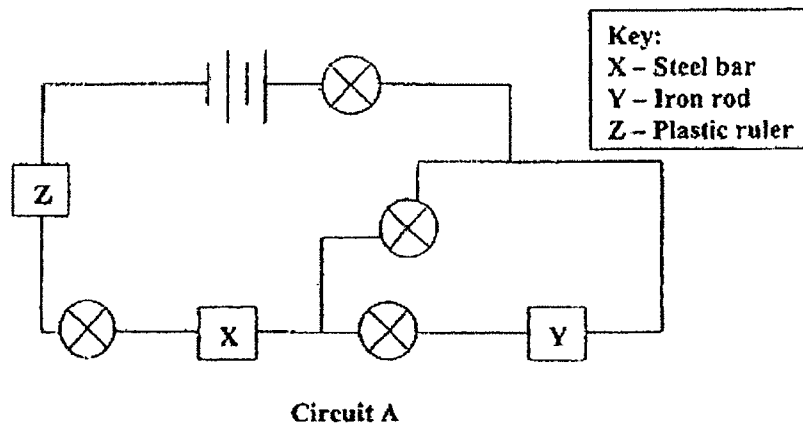 Key:
X – Steel bar
Y – Iron rod
Z – Plastic ruler
Z
X
Y
Circuit A